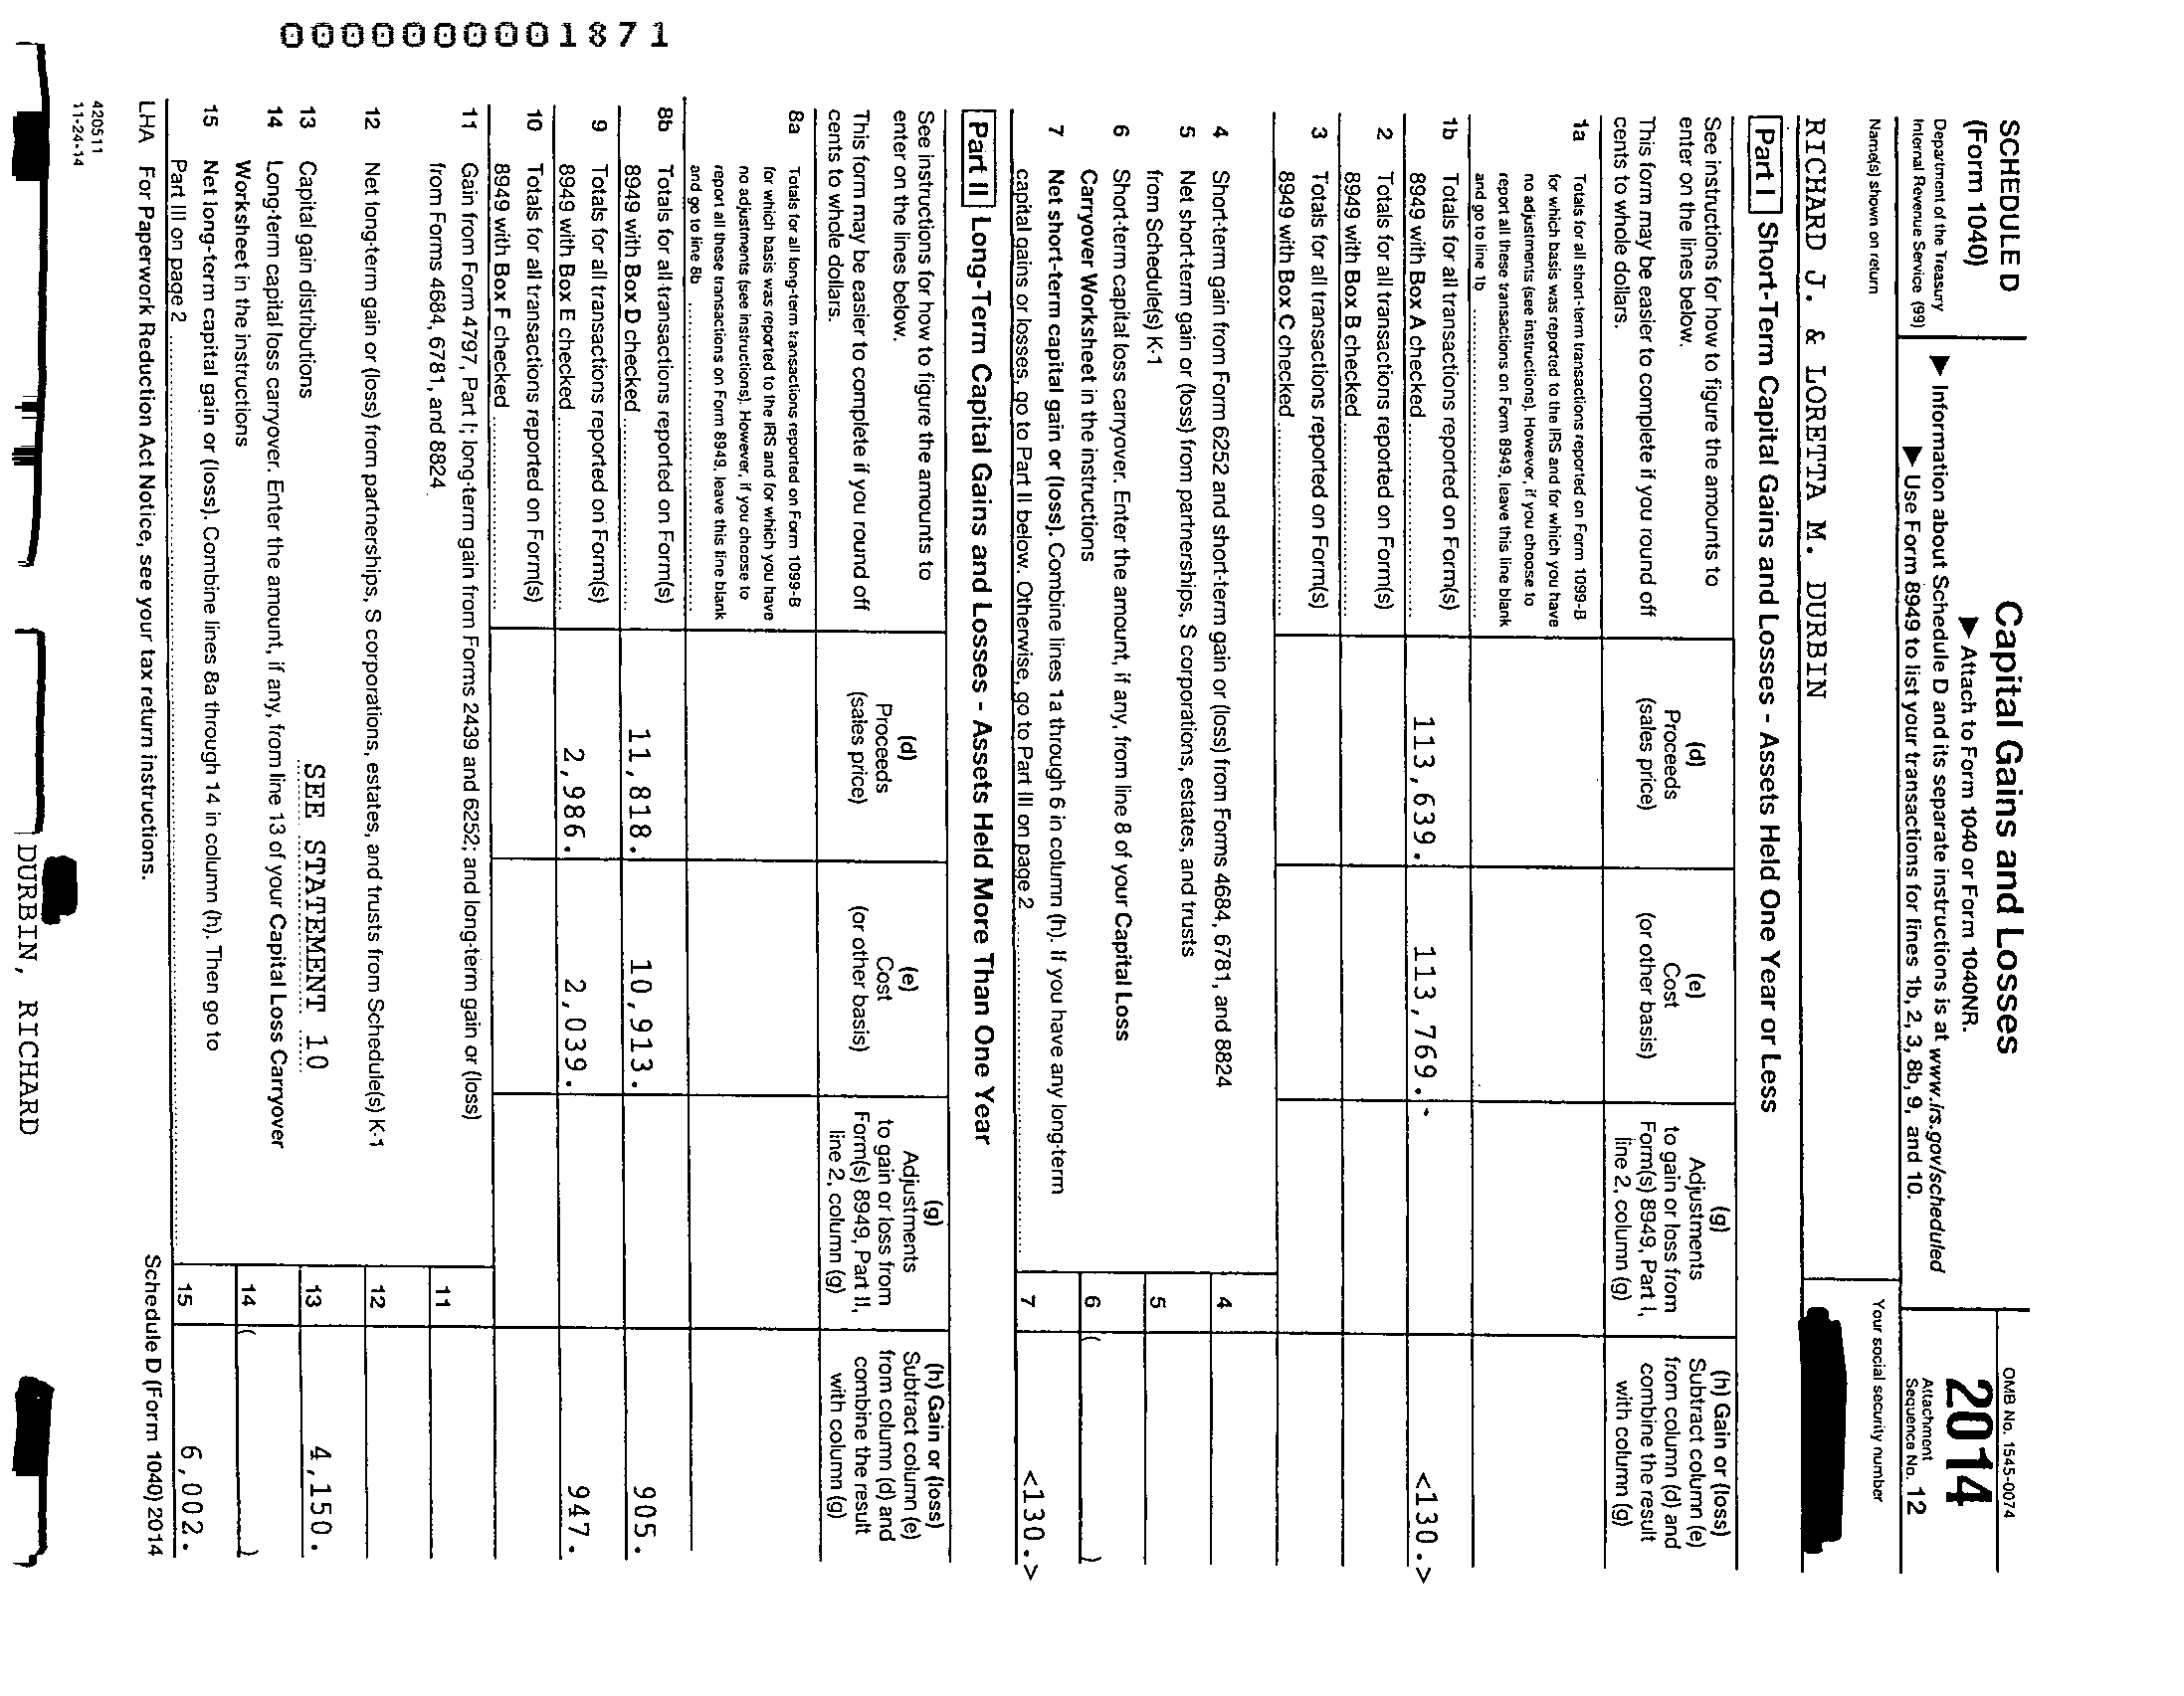 SCHEDULE D
(Form 1040)
Department of the Treasury
Internal Revenue Service (99)
Capital Gains and Losses
▶ Attach to Form 1040 or Form 1040NR.
▶ Information about Schedule D and its separate instructions is at www.irs.gov/scheduled
▶ Use Form 8949 to list your transactions for lines 1b, 2, 3, 8b, 9, and 10.
OMB No. 1545-0074
2014
Attachment
Sequence No. 12
Name(s) shown on return
Your social security number
RICHARD J. & LORETTA M. DURBIN
Part I Short-Term Capital Gains and Losses - Assets Held One Year or Less
See instructions for how to figure the amounts to
enter on the lines below.
This form may be easier to complete if you round off
cents to whole dollars.
(d)
Proceeds
(sales price)
(e)
Cost
(or other basis)
(g)
Adjustments
to gain or loss from
Form(s) 8949, Part I,
line 2, column (g)
(h) Gain or (loss)
Subtract column (e)
from column (d) and
combine the result
with column (g)
1a Totals for all short-term transactions reported on Form 1099-B
for which basis was reported to the IRS and for which you have
no adjustments (see instructions). However, if you choose to
report all these transactions on Form 8949, leave this line blank
and go to line 1b
1b Totals for all transactions reported on Form(s)
8949 with Box A checked 113,639. 113,769. <130.>
2 Totals for all transactions reported on Form(s)
8949 with Box B checked
3 Totals for all transactions reported on Form(s)
8949 with Box C checked
4 Short-term gain from Form 6252 and short-term gain or (loss) from Forms 4684, 6781, and 8824 4
5 Net short-term gain or (loss) from partnerships, S corporations, estates, and trusts
from Schedule(s) K-1 5
6 Short-term capital loss carryover. Enter the amount, if any, from line 8 of your Capital Loss
Carryover Worksheet in the instructions 6 ( )
7 Net short-term capital gain or (loss). Combine lines 1a through 6 in column (h). If you have any long-term
capital gains or losses, go to Part II below. Otherwise, go to Part III on page 2 7 <130.>
Part II Long-Term Capital Gains and Losses - Assets Held More Than One Year
See instructions for how to figure the amounts to
enter on the lines below.
This form may be easier to complete if you round off
cents to whole dollars.
(d)
Proceeds
(sales price)
(e)
Cost
(or other basis)
(g)
Adjustments
to gain or loss from
Form(s) 8949, Part II,
line 2, column (g)
(h) Gain or (loss)
Subtract column (e)
from column (d) and
combine the result
with column (g)
8a Totals for all long-term transactions reported on Form 1099-B
for which basis was reported to the IRS and for which you have
no adjustments (see instructions). However, if you choose to
report all these transactions on Form 8949, leave this line blank
and go to line 8b
8b Totals for all transactions reported on Form(s)
8949 with Box D checked 11,818. 10,913. 905.
9 Totals for all transactions reported on Form(s)
8949 with Box E checked 2,986. 2,039. 947.
10 Totals for all transactions reported on Form(s)
8949 with Box F checked
11 Gain from Form 4797, Part I; long-term gain from Forms 2439 and 6252; and long-term gain or (loss)
from Forms 4684, 6781, and 8824 11
12 Net long-term gain or (loss) from partnerships, S corporations, estates, and trusts from Schedule(s) K-1 12
13 Capital gain distributions SEE STATEMENT 10 13 4,150.
14 Long-term capital loss carryover. Enter the amount, if any, from line 13 of your Capital Loss Carryover
Worksheet in the instructions 14 ( )
15 Net long-term capital gain or (loss). Combine lines 8a through 14 in column (h). Then go to
Part III on page 2 15 6,002.
LHA For Paperwork Reduction Act Notice, see your tax return instructions. Schedule D (Form 1040) 2014
420511
11-24-14
DURBIN, RICHARD
000000001871